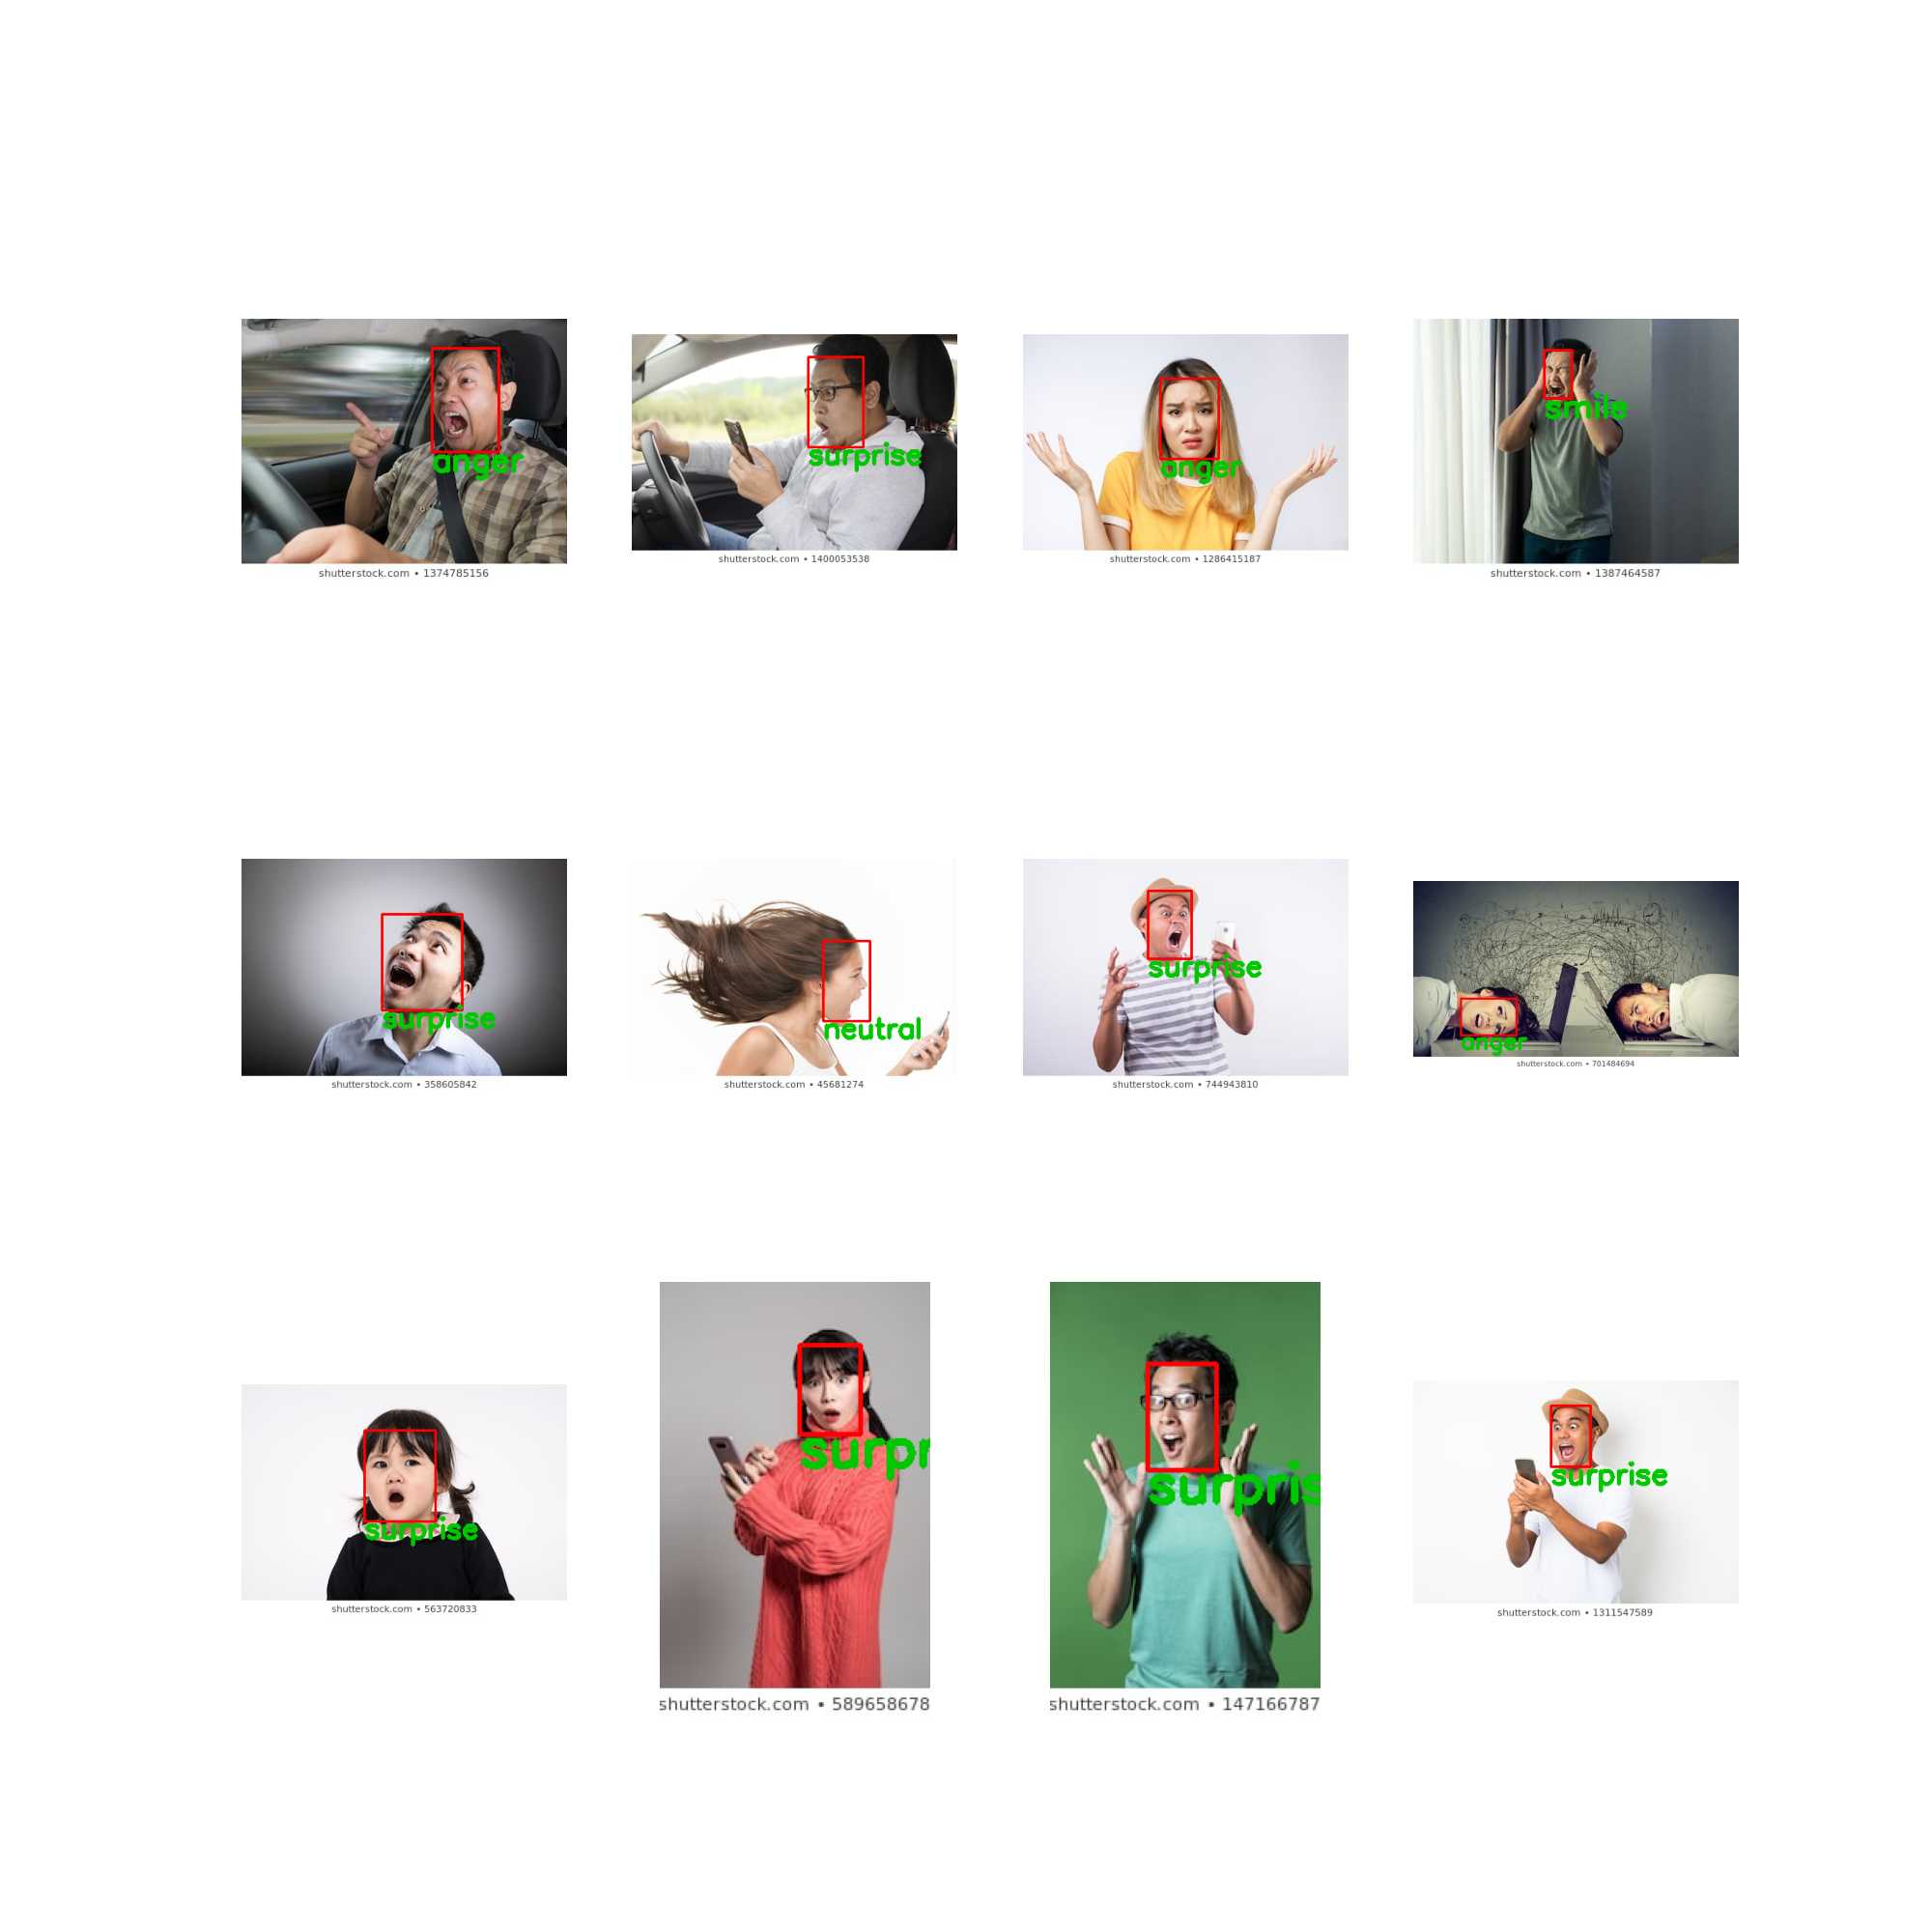 anger
surprise
anger
smile
shutterstock.com • 1374785156
shutterstock.com • 1400053538
shutterstock.com • 1286415187
shutterstock.com • 1387464587
surprise
neutral
surprise
anger
shutterstock.com • 358605842
shutterstock.com • 45681274
shutterstock.com • 744943810
shutterstock.com • 701484694
surprise
surpr
surpris
surprise
shutterstock.com • 563720833
shutterstock.com • 589658678
shutterstock.com • 147166787
shutterstock.com • 1311547589